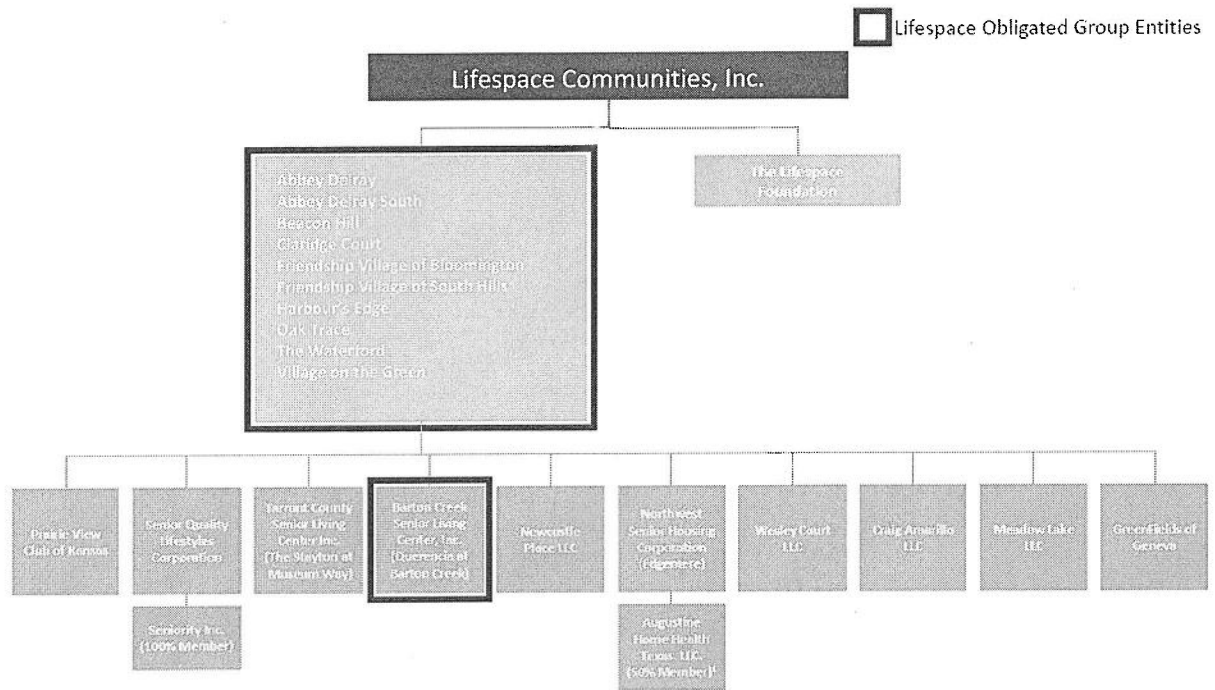 Lifespace Obligated Group Entities
Lifespace Communities, Inc.
Abbey Delray
Abbey Delray South
Beacon Hill
Claridge Court
Friendship Village of Bloomington
Friendship Village of South Hills
Harbour's Edge
Oak Trace
The Waterford
Village on the Green
The Lifespace
Foundation
Prairie View
Club of Kansas
Senior Quality
Lifestyles
Corporation
Tarrant County
Senior Living
Center Inc.
(The Stayton at
Museum Way)
Barton Creek
Senior Living
Center, Inc.
(Querencia at
Barton Creek)
Newcastle
Place LLC
Northwest
Senior Housing
Corporation
(Edgemere)
Wesley Court
LLC
Craig Amarillo
LLC
Meadow Lake
LLC
GreenFields of
Geneva
Seniority Inc.
(100% Member)
Augustine
Home Health
Texas LLC.
(50% Member)